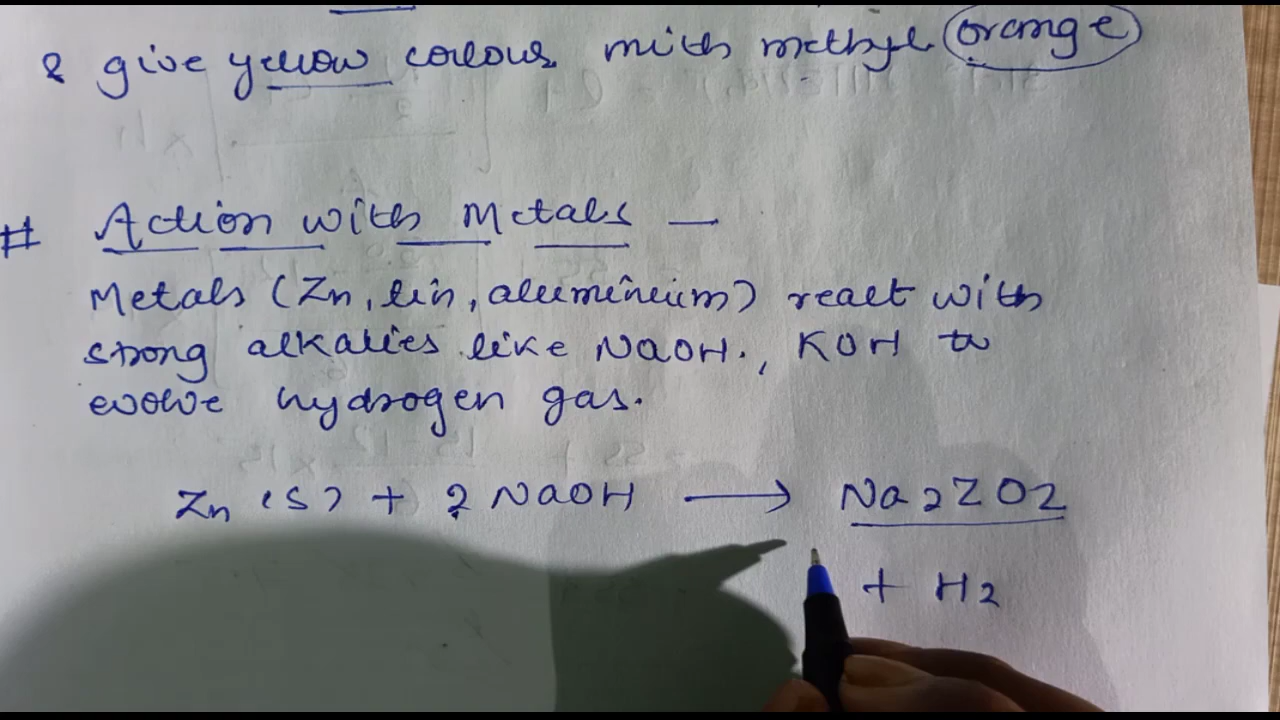 & give yellow colour with methyl orange
# Action with Metals —
Metals (Zn, tin, aluminium) react with
strong alkalies like NaOH., KOH to
evolve hydrogen gas.
Zn (s) + 2 NaOH ⟶ Na2ZO2
+ H2